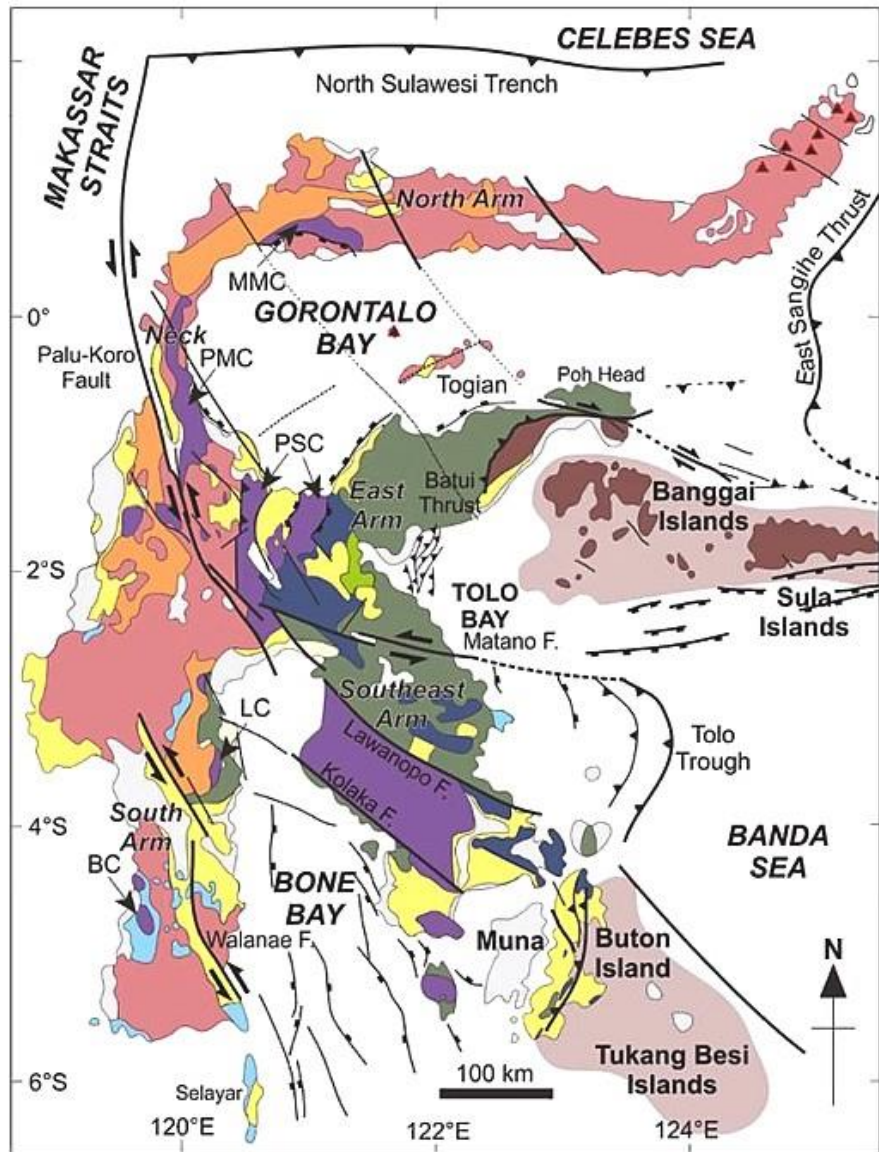 CELEBES SEA
North Sulawesi Trench
MAKASSAR
STRAITS
North Arm
MMC
East Sangihe Thrust
0°
GORONTALO
BAY
Neck
PMC
Palu-Koro
Fault
Togian
Poh Head
PSC
East
Arm
Batui
Thrust
Banggai
Islands
2°S
TOLO
BAY
Matano F.
Sula
Islands
Southeast
Arm
LC
Lawanopo F.
Kolaka F.
Tolo
Trough
South
Arm
4°S
BC
BONE
BAY
BANDA
SEA
Walanae F.
Muna
Buton
Island
N
Tukang Besi
Islands
100 km
6°S
Selayar
120°E
122°E
124°E